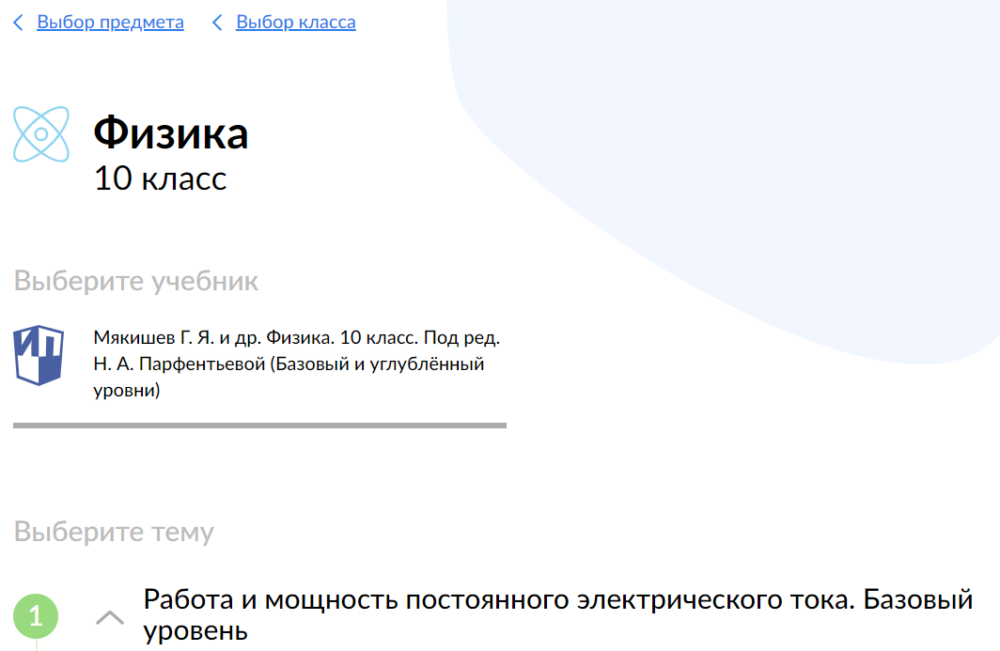 Выбор предмета Выбор класса
Физика
10 класс
Выберите учебник
Мякишев Г. Я. и др. Физика. 10 класс. Под ред.
Н. А. Парфентьевой (Базовый и углублённый
уровни)
Выберите тему
1 Работа и мощность постоянного электрического тока. Базовый
уровень